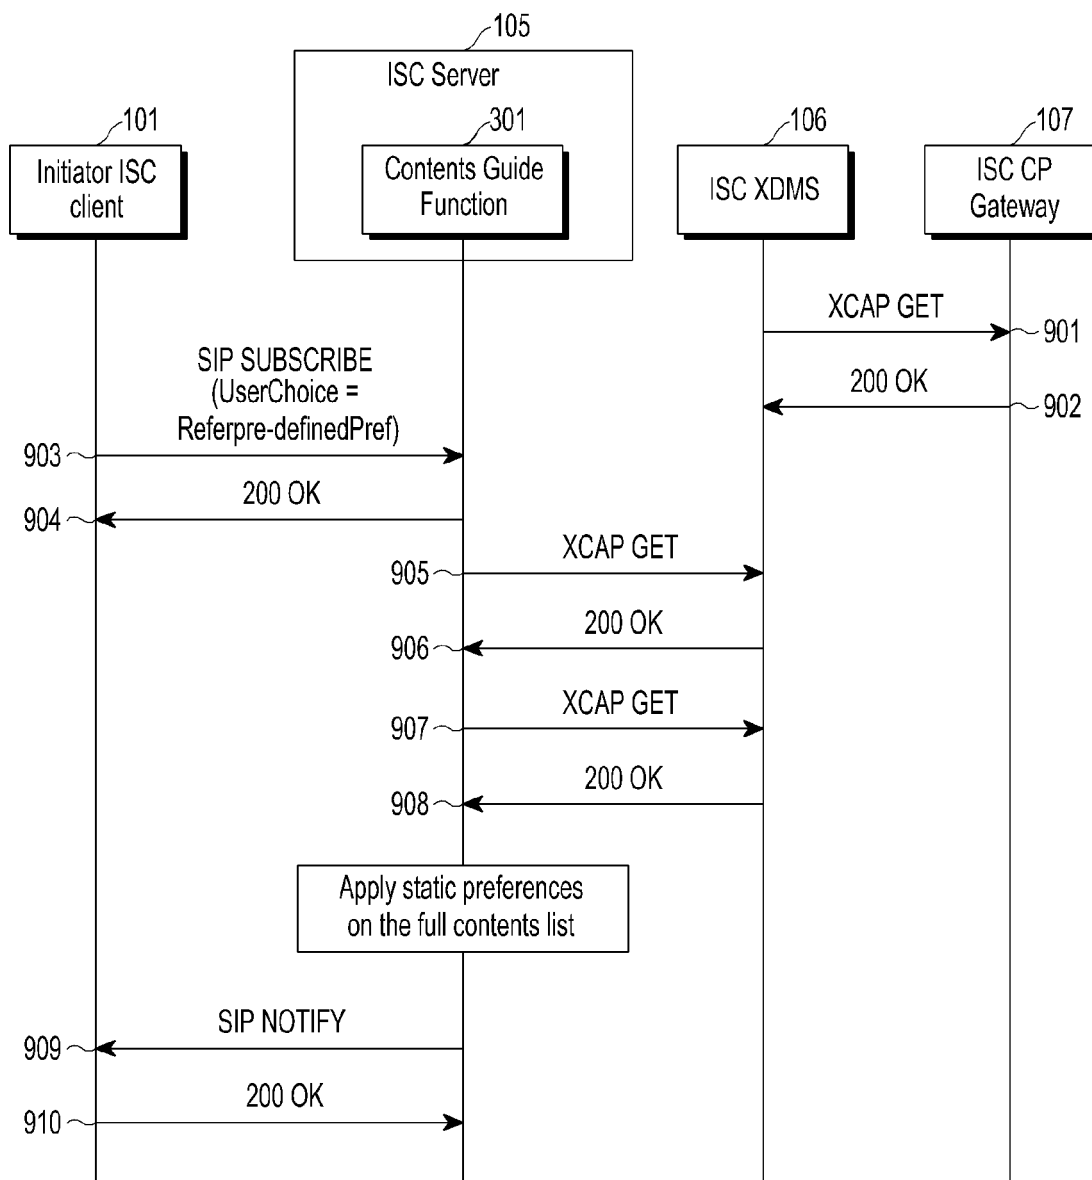 105
ISC Server
101
301
106
107
Initiator ISC
client
Contents Guide
Function
ISC XDMS
ISC CP
Gateway
XCAP GET
901
200 OK
902
SIP SUBSCRIBE
(UserChoice =
Referpre-definedPref)
903
200 OK
904
XCAP GET
905
200 OK
906
XCAP GET
907
200 OK
908
Apply static preferences
on the full contents list
SIP NOTIFY
909
200 OK
910